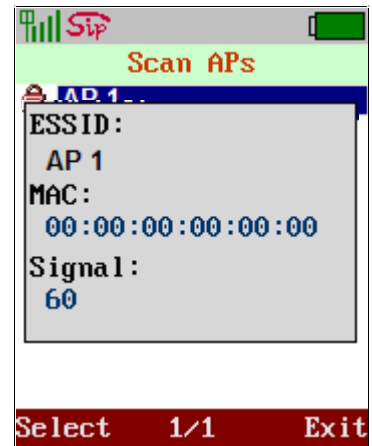 Sip
Scan APs
AP 1
ESSID:
AP 1
MAC:
00:00:00:00:00:00
Signal:
60
Select 1/1 Exit